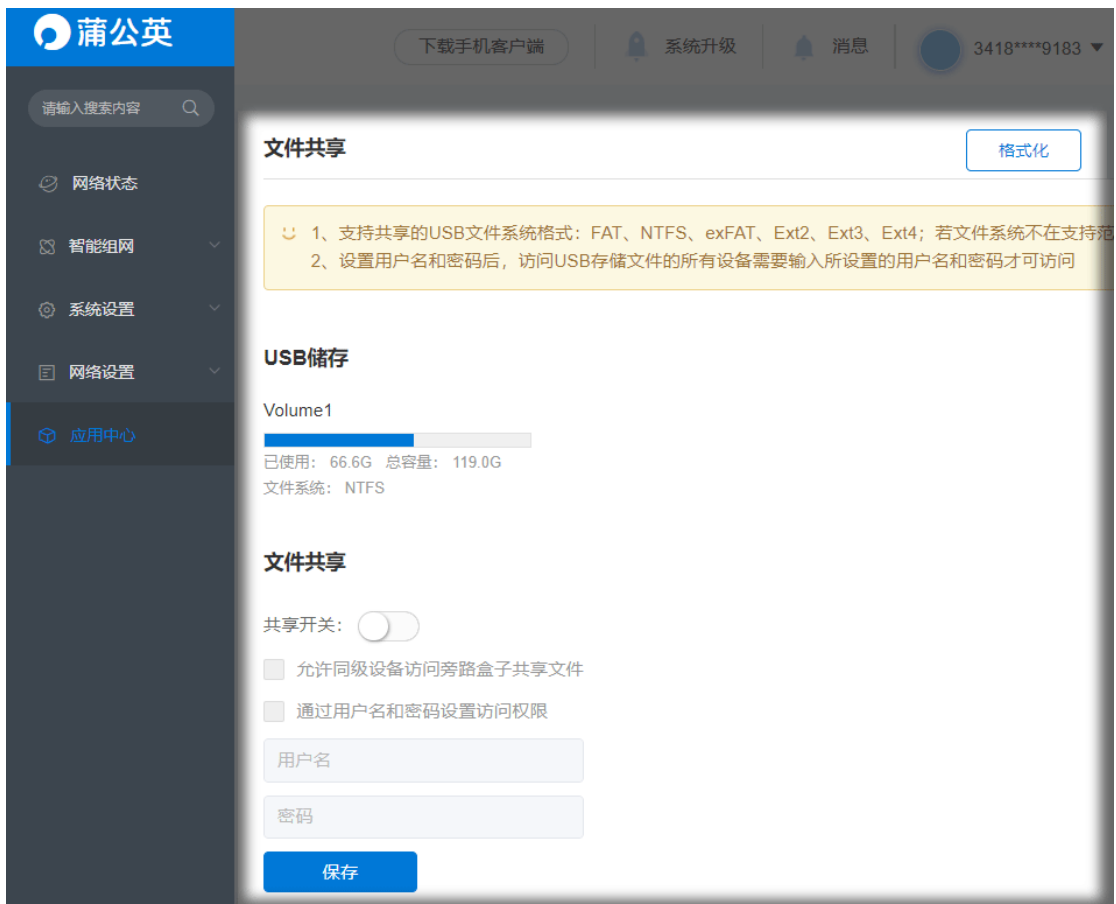 蒲公英
下载手机客户端
系统升级
消息
3418****9183
请输入搜索内容
网络状态
智能组网
系统设置
网络设置
应用中心
文件共享
格式化
1、支持共享的USB文件系统格式：FAT、NTFS、exFAT、Ext2、Ext3、Ext4；若文件系统不在支持范
2、设置用户名和密码后，访问USB存储文件的所有设备需要输入所设置的用户名和密码才可访问
USB储存
Volume1
已使用： 66.6G 总容量： 119.0G
文件系统： NTFS
文件共享
共享开关：
允许同级设备访问旁路盒子共享文件
通过用户名和密码设置访问权限
用户名
密码
保存